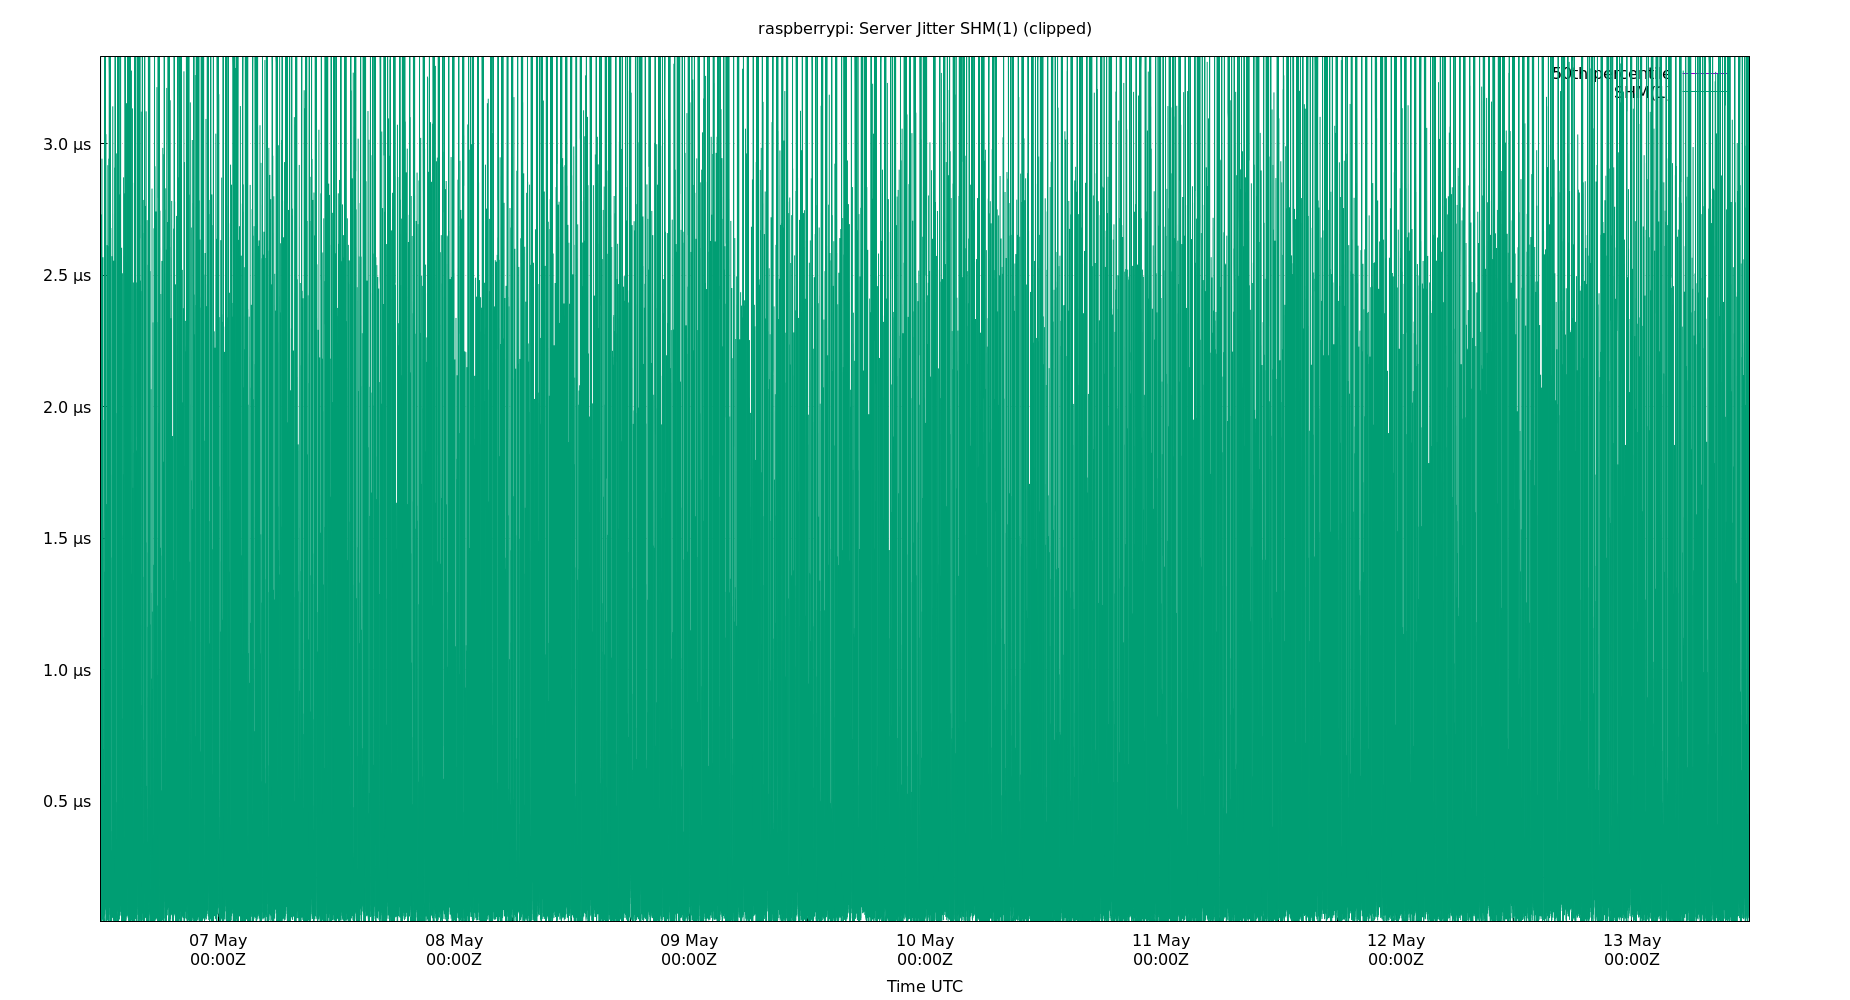 raspberrypi: Server Jitter SHM(1) (clipped)
50th percentile
SHM(1)
3.0 µs
2.5 µs
2.0 µs
1.5 µs
1.0 µs
0.5 µs
07 May 08 May 09 May 10 May 11 May 12 May 13 May
00:00Z 00:00Z 00:00Z 00:00Z 00:00Z 00:00Z 00:00Z
Time UTC